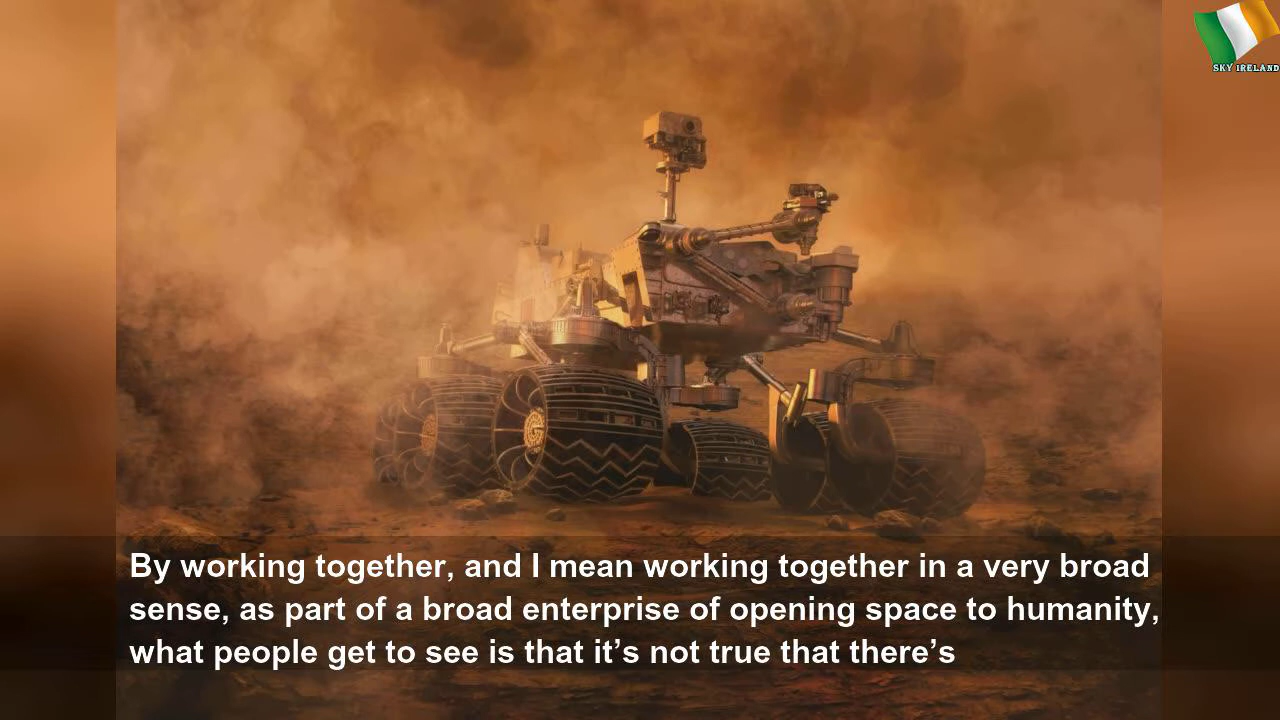 SKY IRELAND
By working together, and I mean working together in a very broad
sense, as part of a broad enterprise of opening space to humanity,
what people get to see is that it’s not true that there’s